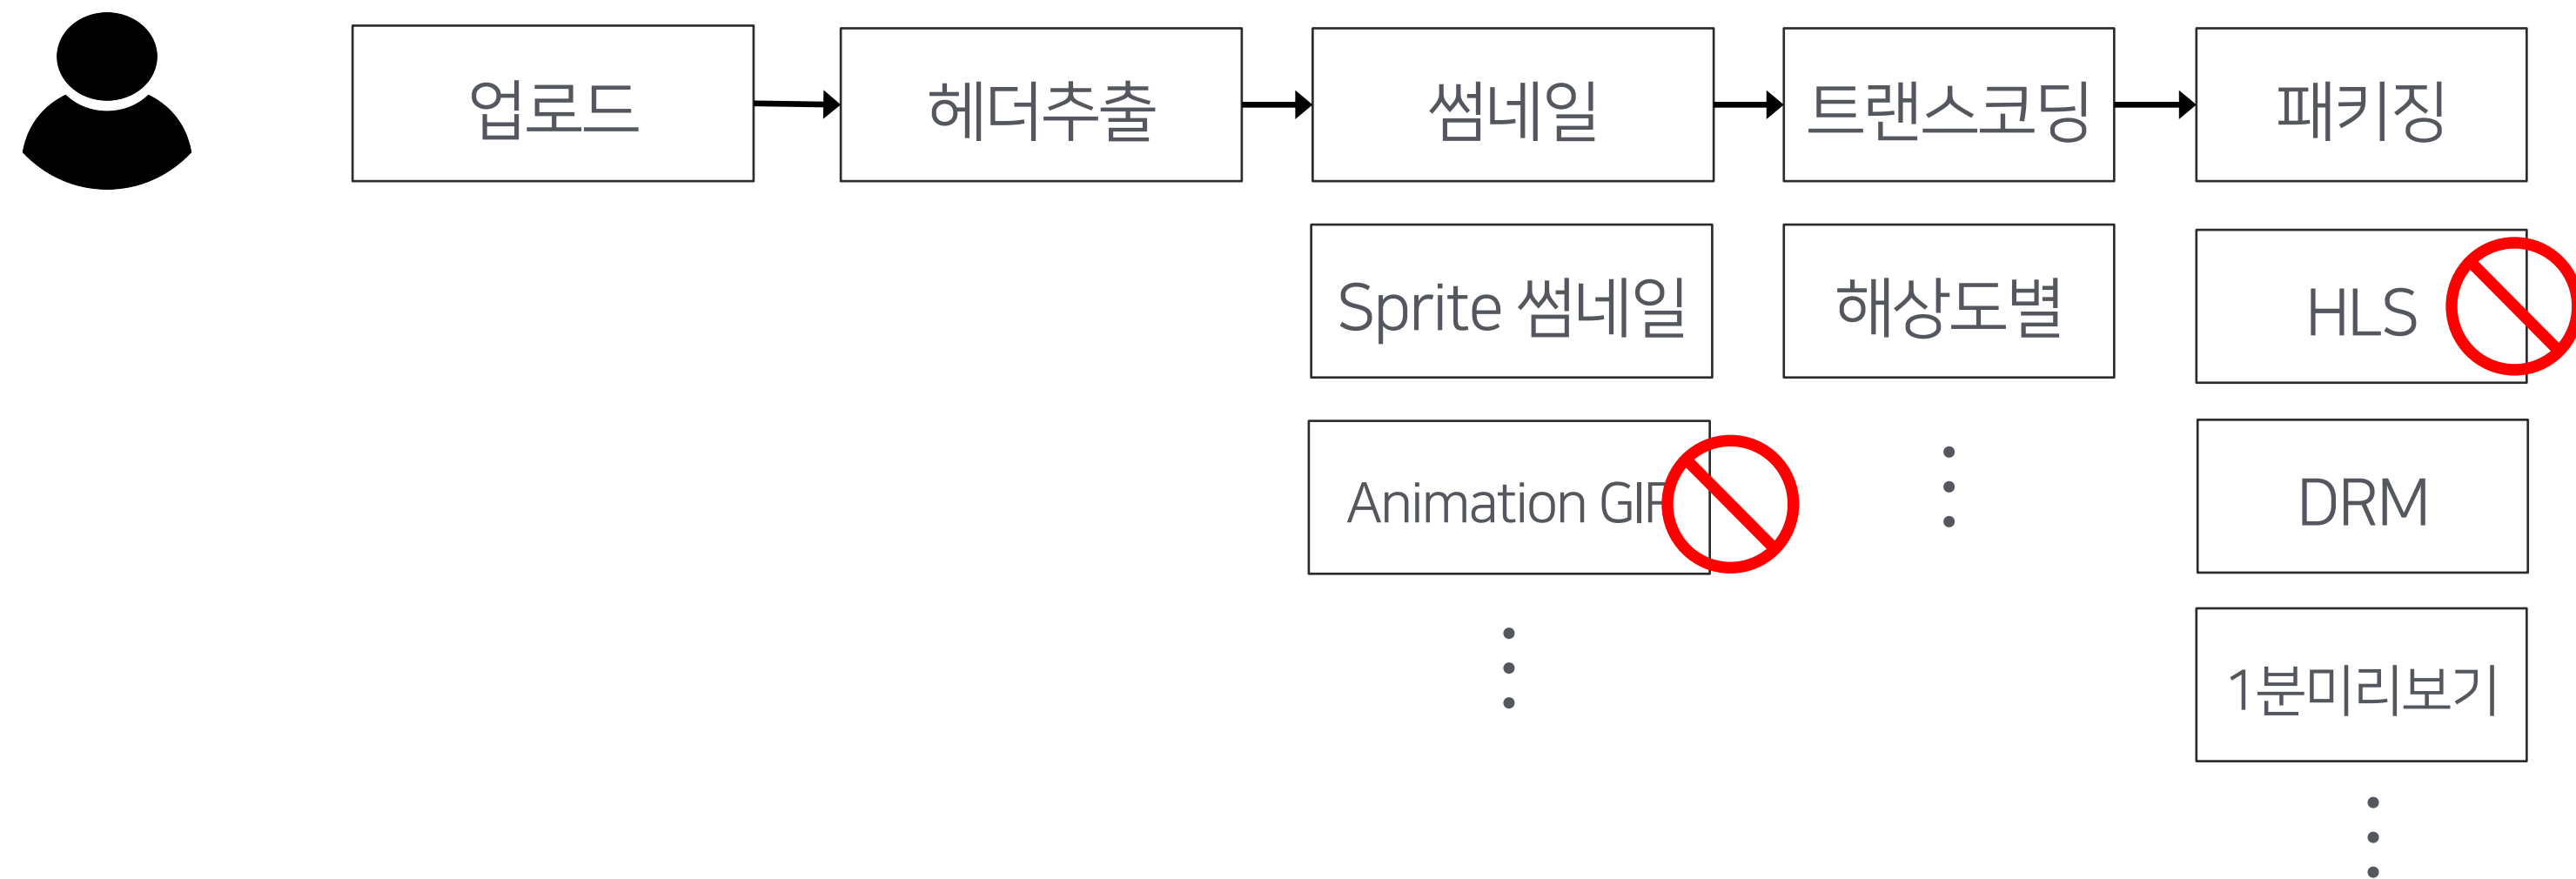 업로드
헤더추출
썸네일
트랜스코딩
패키징
Sprite 썸네일
해상도별
HLS
Animation GIF
DRM
1분미리보기